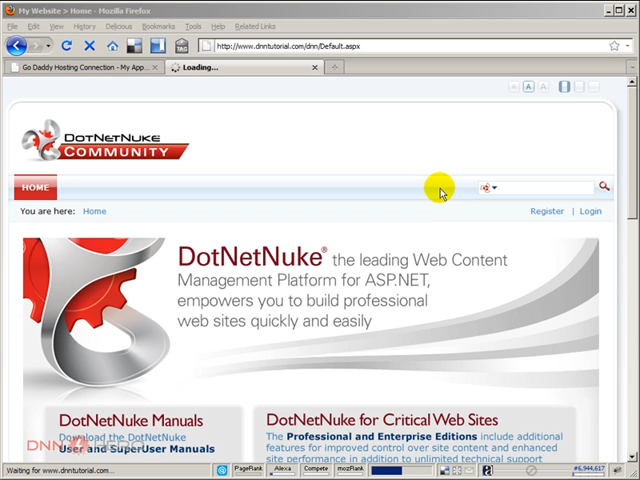 My Website > Home - Mozilla Firefox
File Edit View History Delicious Bookmarks Tools Help Related Links
http://www.dnntutorial.com/dnn/Default.aspx
Go Daddy Hosting Connection - My App...
Loading...
DOTNETNUKE
COMMUNITY
HOME
You are here: Home
Register | Login
DotNetNuke® the leading Web Content
Management Platform for ASP.NET,
empowers you to build professional
web sites quickly and easily
DotNetNuke Manuals
Download the DotNetNuke
User and SuperUser Manuals
DotNetNuke for Critical Web Sites
The Professional and Enterprise Editions include additional
features for improved control over site content and enhanced
site performance in addition to unlimited technical support
DNN HERO
Waiting for www.dnntutorial.com...
PageRank Alexa Compete mozRank #6,944,617